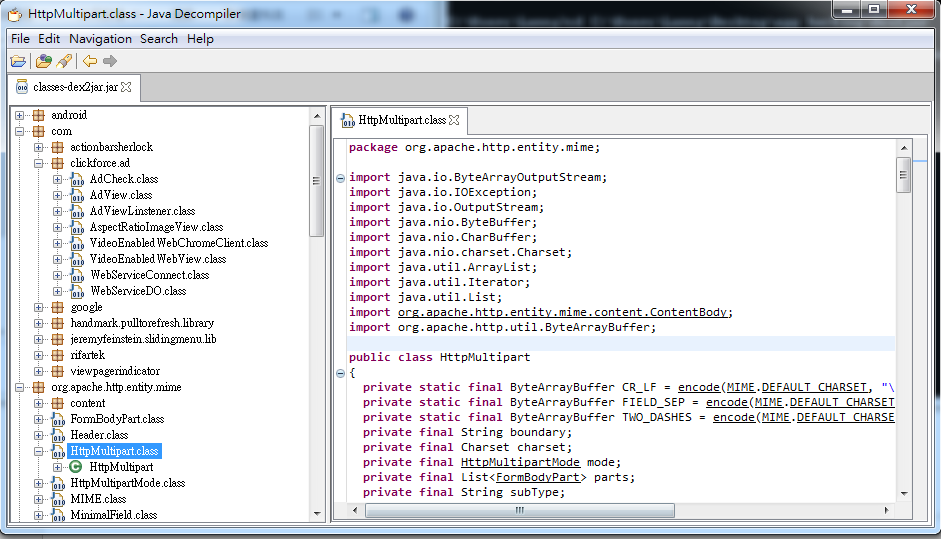 HttpMultipart.class - Java Decompiler
File Edit Navigation Search Help
classes-dex2jar.jar
android
com
actionbarsherlock
clickforce.ad
AdCheck.class
AdView.class
AdViewLinstener.class
AspectRatioImageView.class
VideoEnabledWebChromeClient.class
VideoEnabledWebView.class
WebServiceConnect.class
WebServiceDO.class
google
handmark.pulltorefresh.library
jeremyfeinstein.slidingmenu.lib
rifartek
viewpagerindicator
org.apache.http.entity.mime
content
FormBodyPart.class
Header.class
HttpMultipart.class
HttpMultipart
HttpMultipartMode.class
MIME.class
MinimalField.class
HttpMultipart.class
package org.apache.http.entity.mime;
import java.io.ByteArrayOutputStream;
import java.io.IOException;
import java.io.OutputStream;
import java.nio.ByteBuffer;
import java.nio.CharBuffer;
import java.nio.charset.Charset;
import java.util.ArrayList;
import java.util.Iterator;
import java.util.List;
import org.apache.http.entity.mime.content.ContentBody;
import org.apache.http.util.ByteArrayBuffer;
public class HttpMultipart
{
private static final ByteArrayBuffer CR_LF = encode(MIME.DEFAULT_CHARSET, "\
private static final ByteArrayBuffer FIELD_SEP = encode(MIME.DEFAULT_CHARSET
private static final ByteArrayBuffer TWO_DASHES = encode(MIME.DEFAULT_CHARSE
private final String boundary;
private final Charset charset;
private final HttpMultipartMode mode;
private final List<FormBodyPart> parts;
private final String subType;